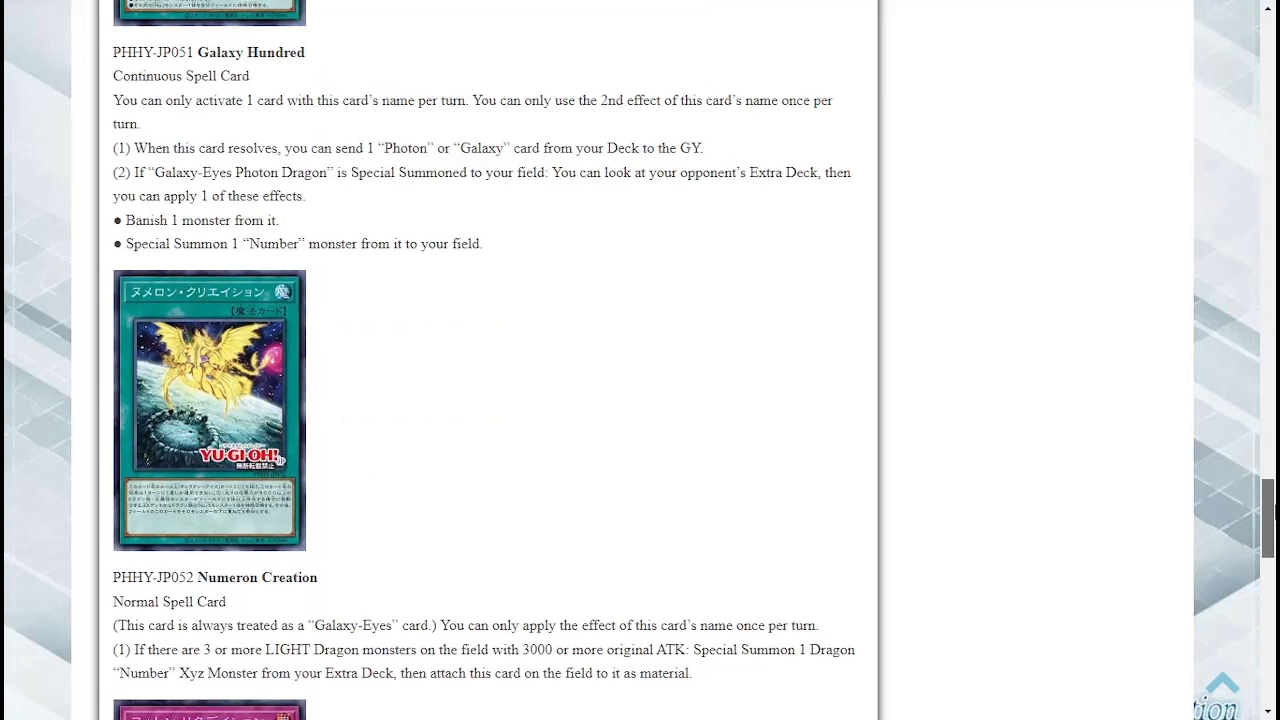 PHHY-JP051 Galaxy Hundred
Continuous Spell Card
You can only activate 1 card with this card’s name per turn. You can only use the 2nd effect of this card’s name once per
turn.
(1) When this card resolves, you can send 1 “Photon” or “Galaxy” card from your Deck to the GY.
(2) If “Galaxy-Eyes Photon Dragon” is Special Summoned to your field: You can look at your opponent’s Extra Deck, then
you can apply 1 of these effects.
● Banish 1 monster from it.
● Special Summon 1 “Number” monster from it to your field.
ヌメロン・クリエイション
【魔法カード】
YU-GI-OH!
無断転載禁止
PHHY-JP052 Numeron Creation
Normal Spell Card
(This card is always treated as a “Galaxy-Eyes” card.) You can only apply the effect of this card’s name once per turn.
(1) If there are 3 or more LIGHT Dragon monsters on the field with 3000 or more original ATK: Special Summon 1 Dragon
“Number” Xyz Monster from your Extra Deck, then attach this card on the field to it as material.